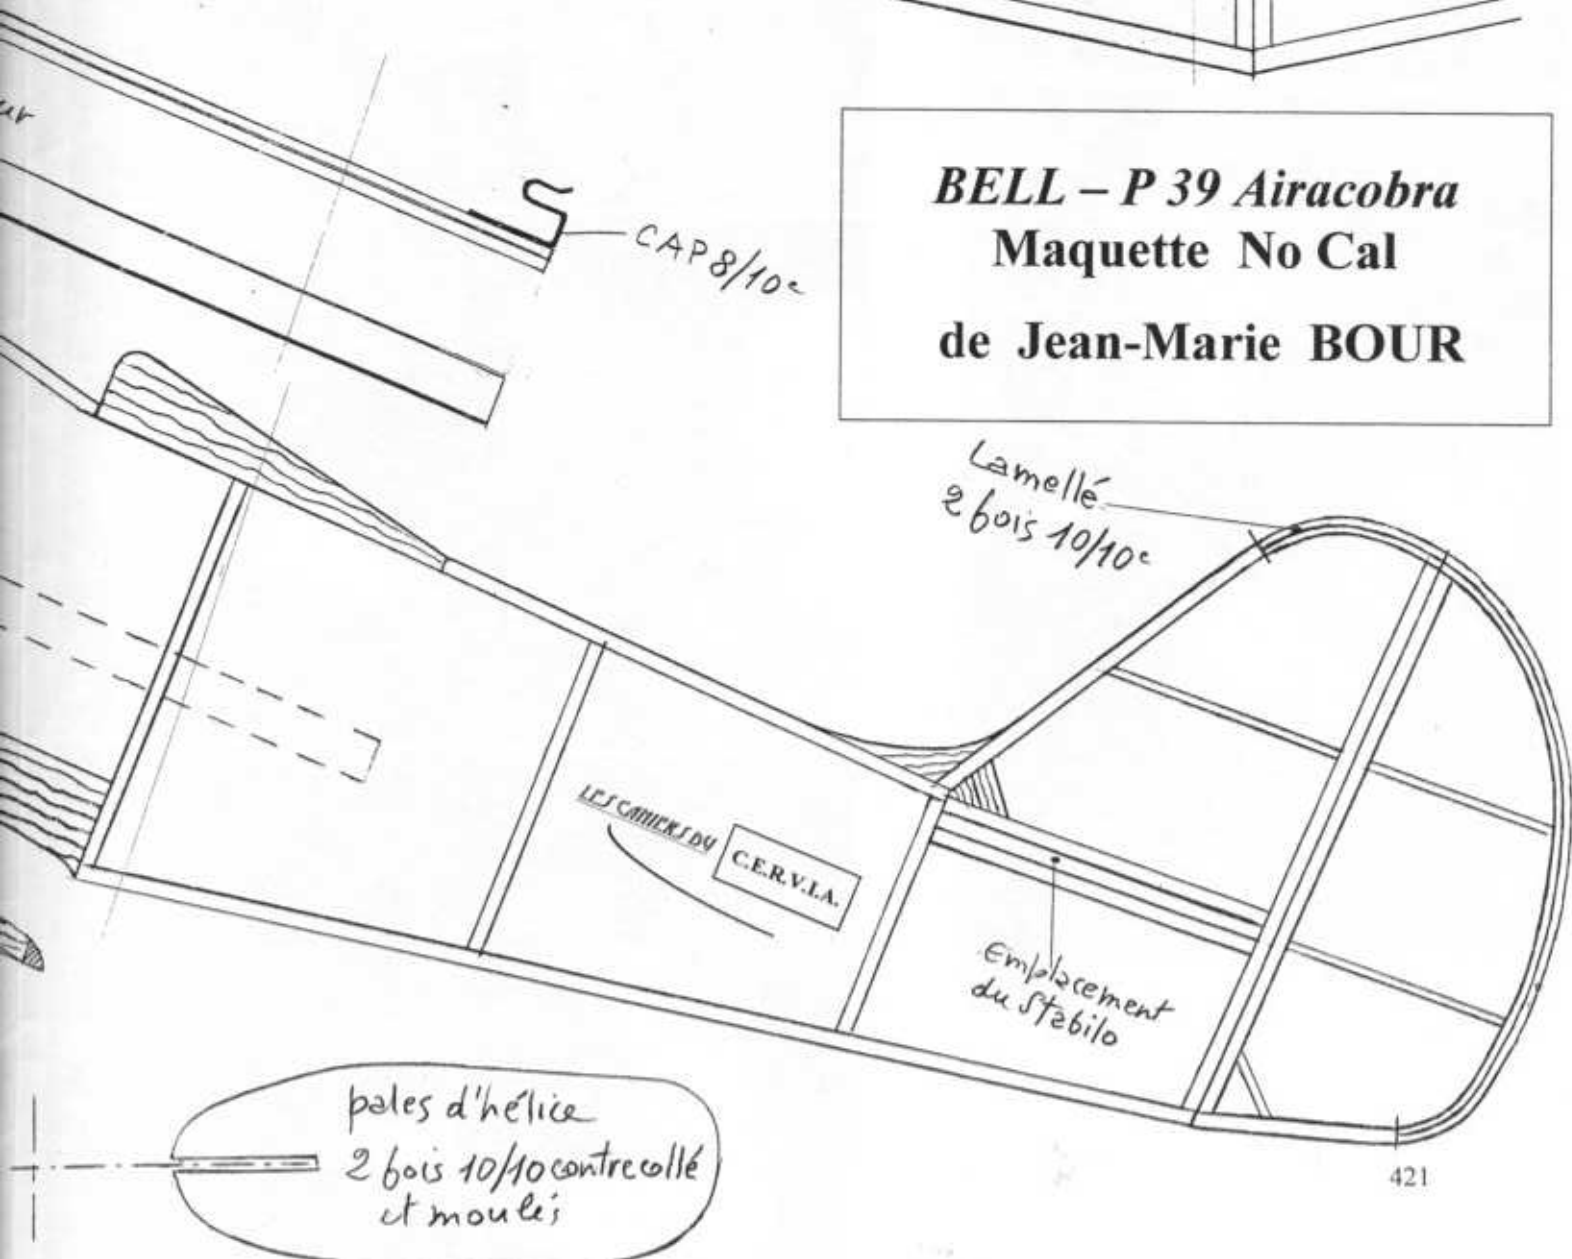 BELL – P 39 Airacobra
Maquette No Cal
de Jean-Marie BOUR
CAP 8/10e
Lamellé
2 bois 10/10e
LES CAHIERS DU
C.E.R.V.I.A.
Emplacement
du Stabilo
pales d'hélice
2 bois 10/10 contrecollé
et moulés
421